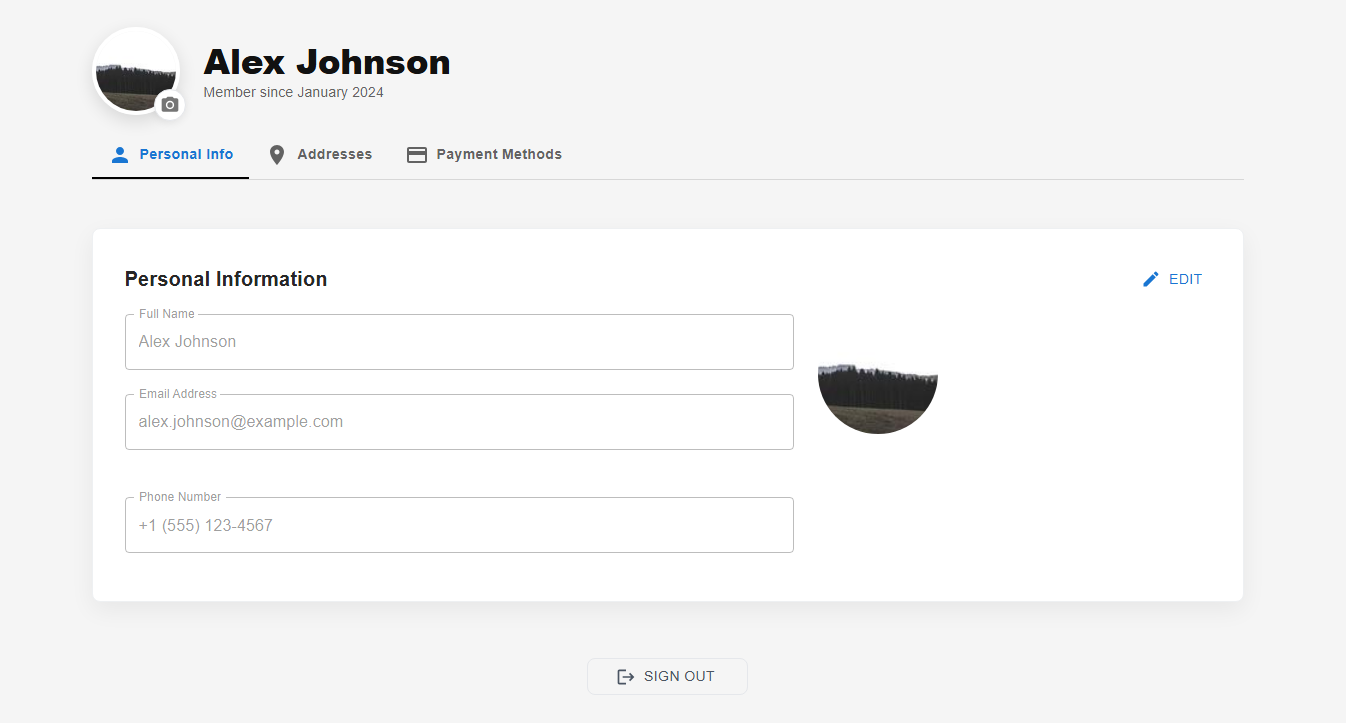 Alex Johnson
Member since January 2024
Personal Info Addresses Payment Methods
Personal Information EDIT
Full Name
Alex Johnson
Email Address
alex.johnson@example.com
Phone Number
+1 (555) 123-4567
SIGN OUT